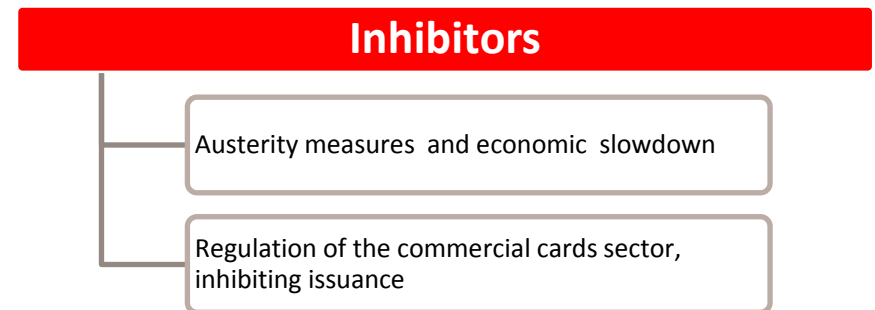 Inhibitors
Austerity measures and economic slowdown
Regulation of the commercial cards sector,
inhibiting issuance